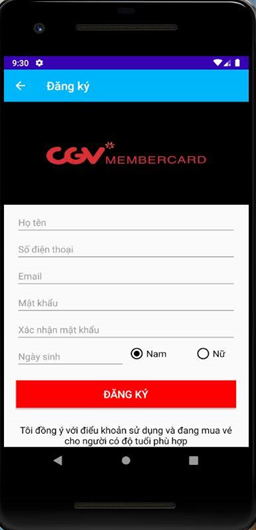 9:30
Đăng ký
CGV* MEMBERCARD
Họ tên
Số điện thoại
Email
Mật khẩu
Xác nhận mật khẩu
Ngày sinh Nam Nữ
ĐĂNG KÝ
Tôi đồng ý với điều khoản sử dụng và đang mua vé
cho người có độ tuổi phù hợp